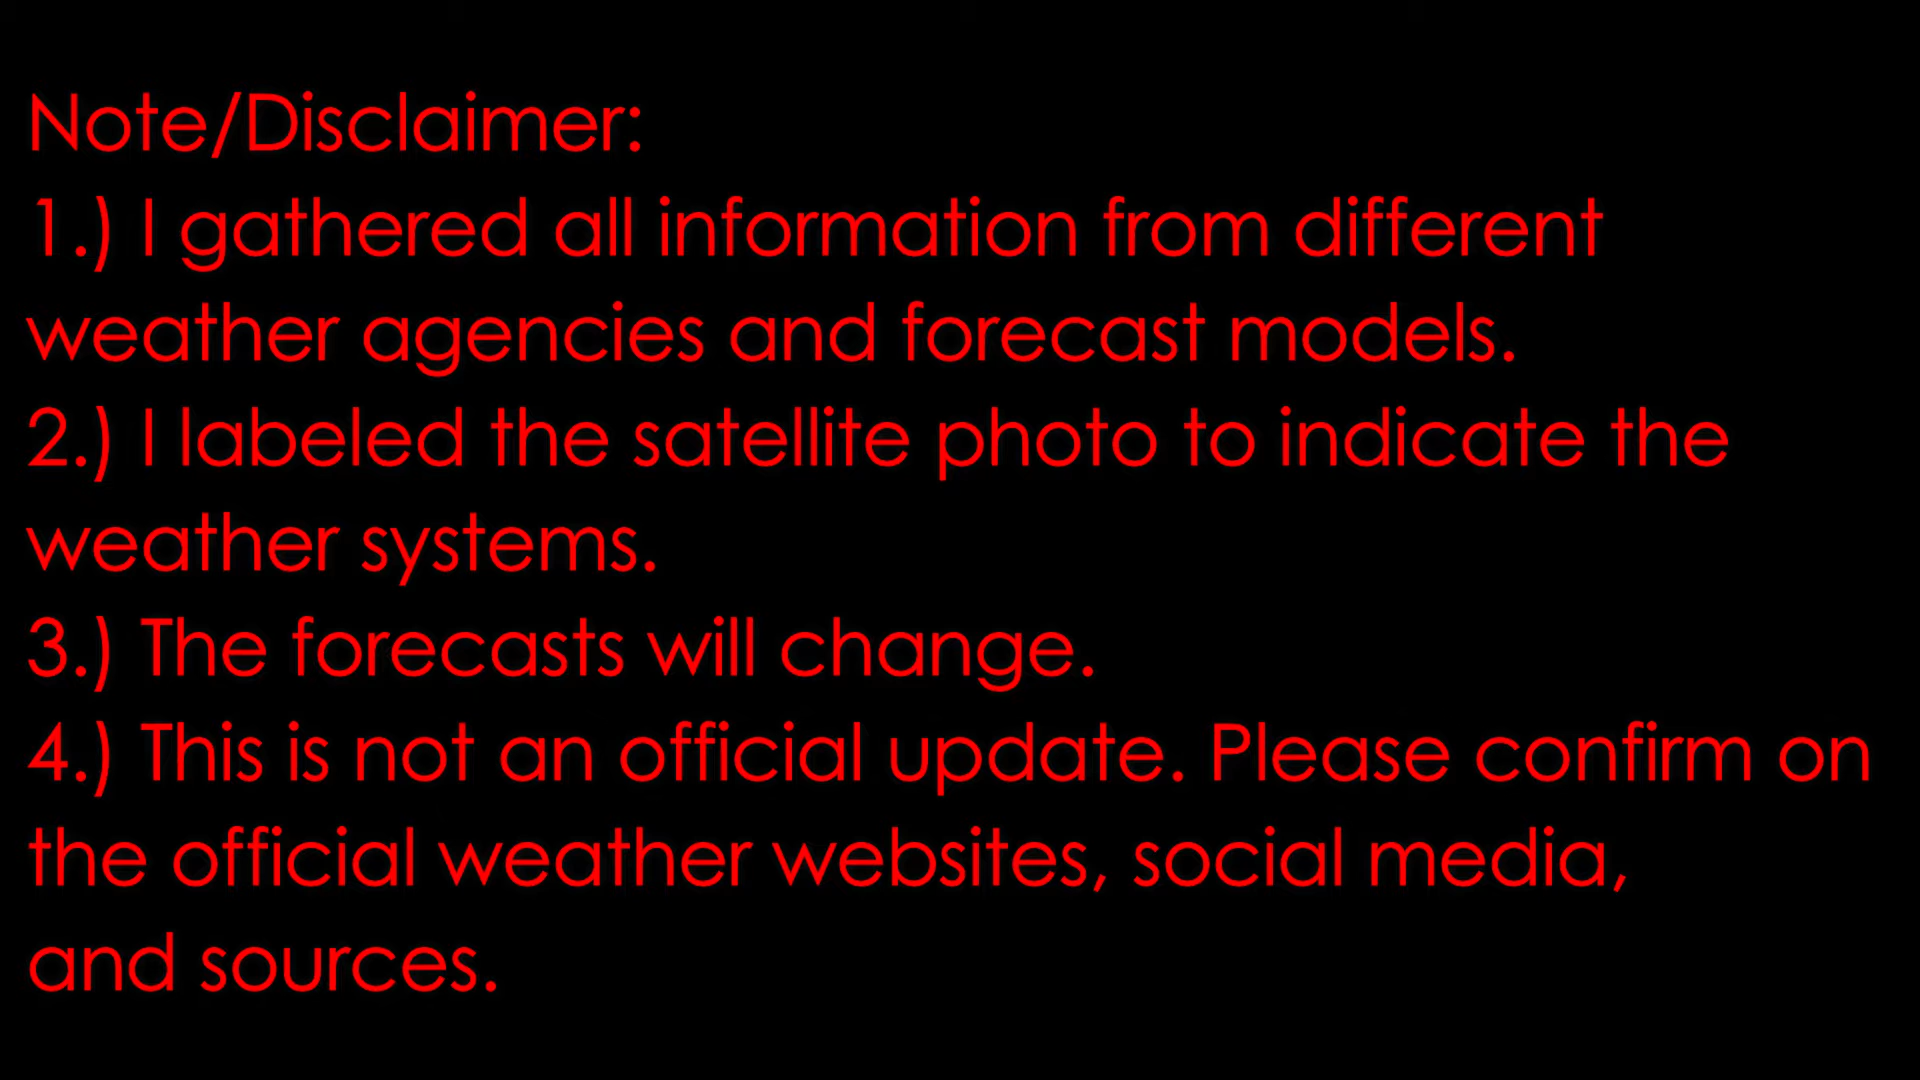 Note/Disclaimer:
1.) I gathered all information from different
weather agencies and forecast models.
2.) I labeled the satellite photo to indicate the
weather systems.
3.) The forecasts will change.
4.) This is not an official update. Please confirm on
the official weather websites, social media,
and sources.